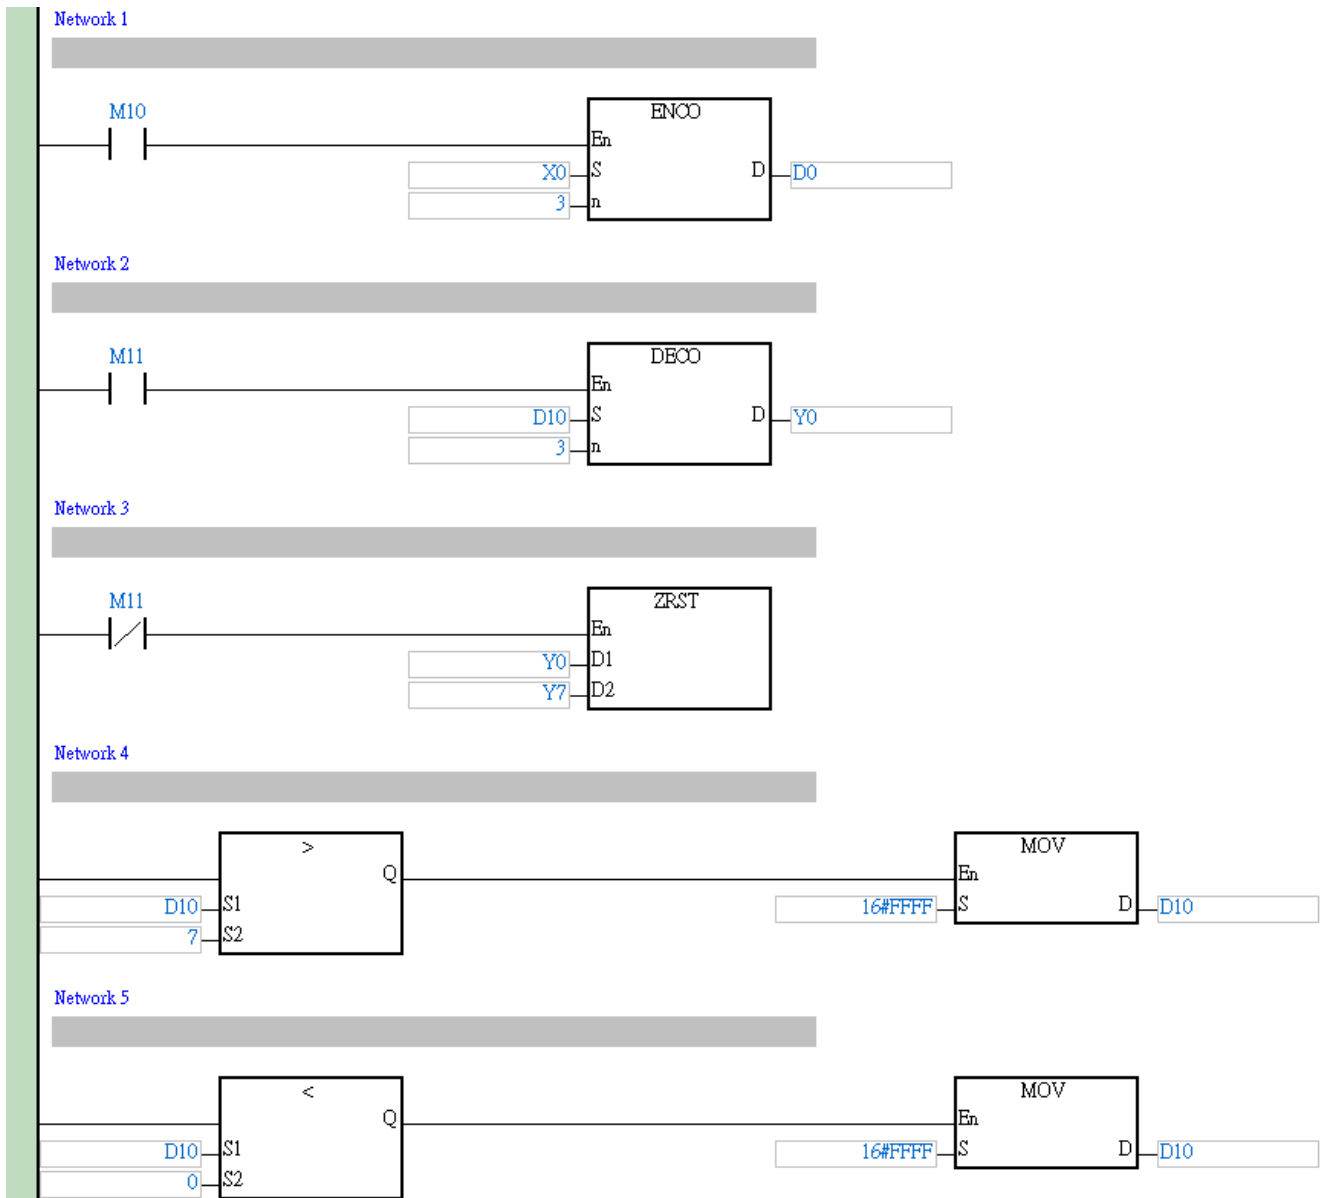 Network 1
M10
ENCO
En
X0 S D D0
3 n
Network 2
M11
DECO
En
D10 S D Y0
3 n
Network 3
M11
ZRST
En
Y0 D1
Y7 D2
Network 4
> MOV
Q En
D10 S1 16#FFFF S D D10
7 S2
Network 5
< MOV
Q En
D10 S1 16#FFFF S D D10
0 S2